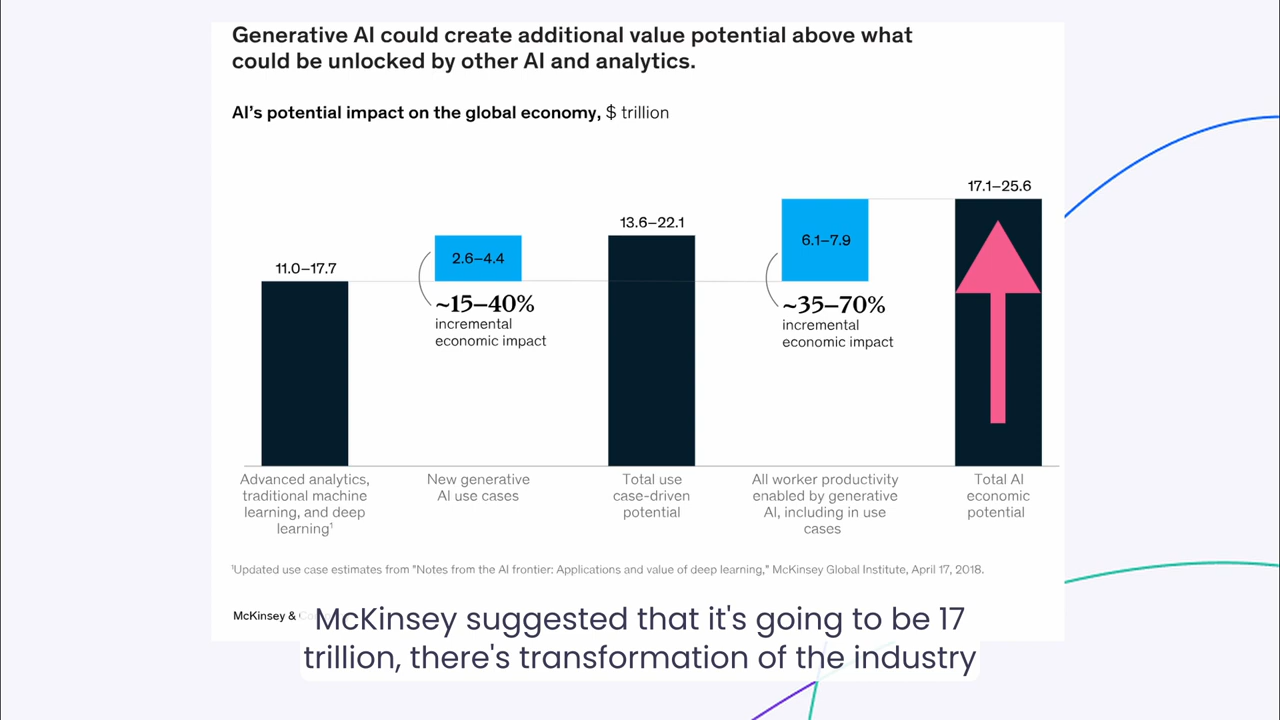 Generative AI could create additional value potential above what
could be unlocked by other AI and analytics.
AI's potential impact on the global economy, $ trillion
11.0–17.7
2.6–4.4
~15–40%
incremental
economic impact
13.6–22.1
6.1–7.9
~35–70%
incremental
economic impact
17.1–25.6
Advanced analytics,
traditional machine
learning, and deep
learning¹
New generative
AI use cases
Total use
case-driven
potential
All worker productivity
enabled by generative
AI, including in use
cases
Total AI
economic
potential
¹Updated use case estimates from "Notes from the AI frontier: Applications and value of deep learning," McKinsey Global Institute, April 17, 2018.
McKinsey &
McKinsey suggested that it's going to be 17
trillion, there's transformation of the industry